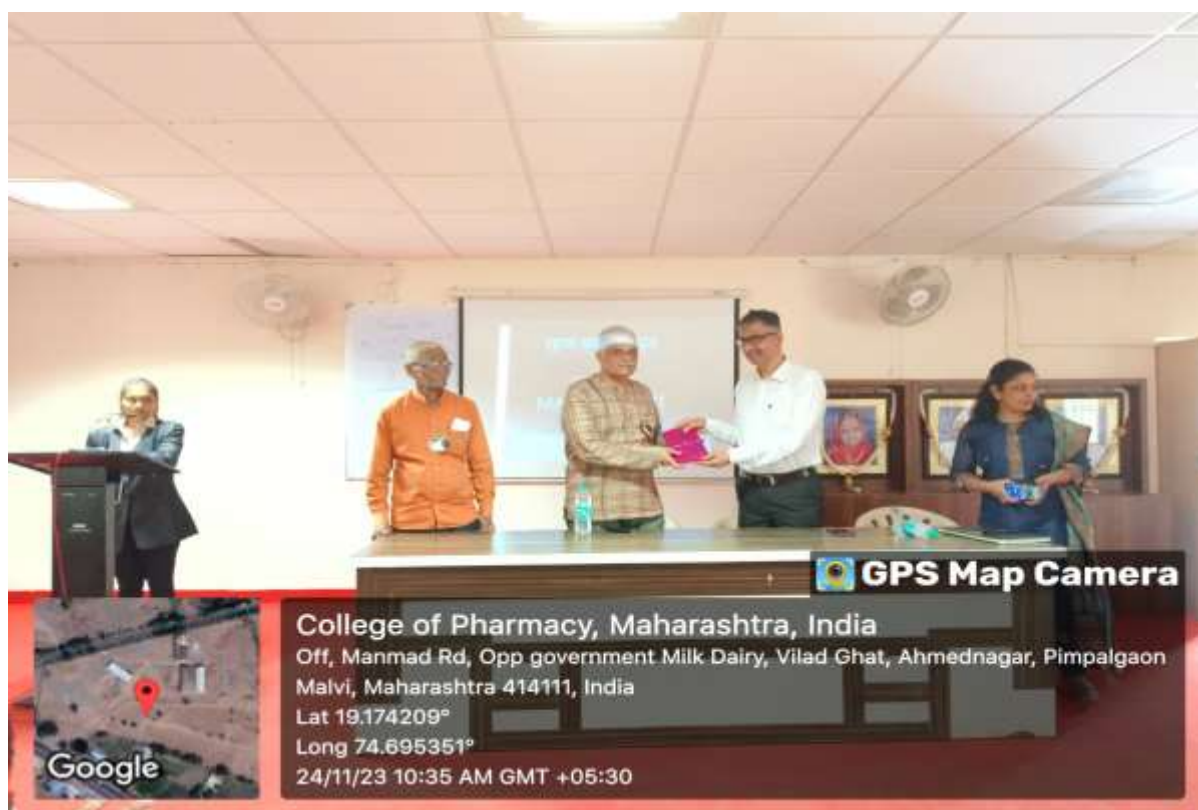 GPS Map Camera
College of Pharmacy, Maharashtra, India
Off, Manmad Rd, Opp government Milk Dairy, Vilad Ghat, Ahmednagar, Pimpalgaon
Malvi, Maharashtra 414111, India
Lat 19.174209°
Long 74.695351°
24/11/23 10:35 AM GMT +05:30
Google